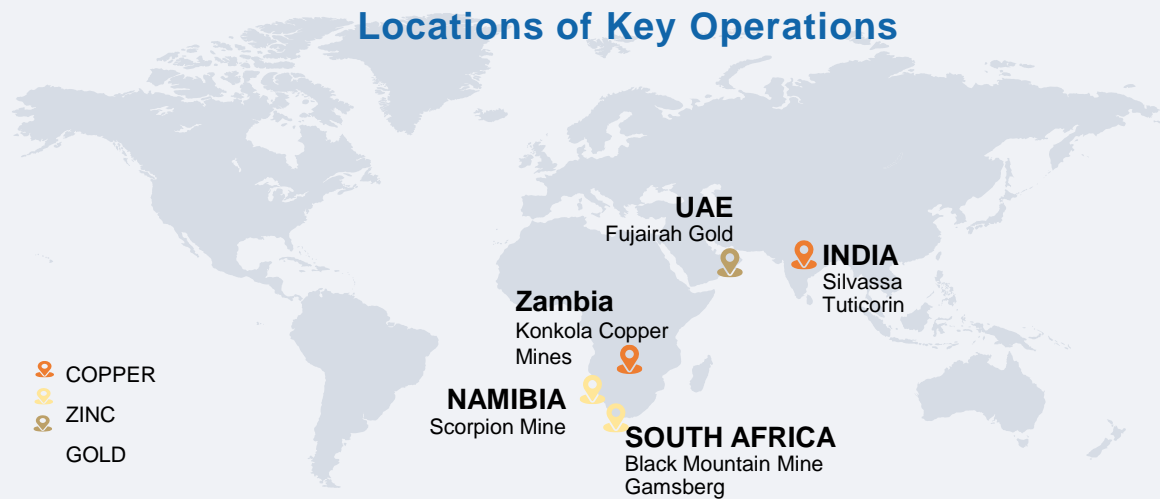 Locations of Key Operations
UAE
Fujairah Gold
INDIA
Silvassa
Tuticorin
Zambia
Konkola Copper
Mines
COPPER
ZINC
GOLD
NAMIBIA
Scorpion Mine
SOUTH AFRICA
Black Mountain Mine
Gamsberg